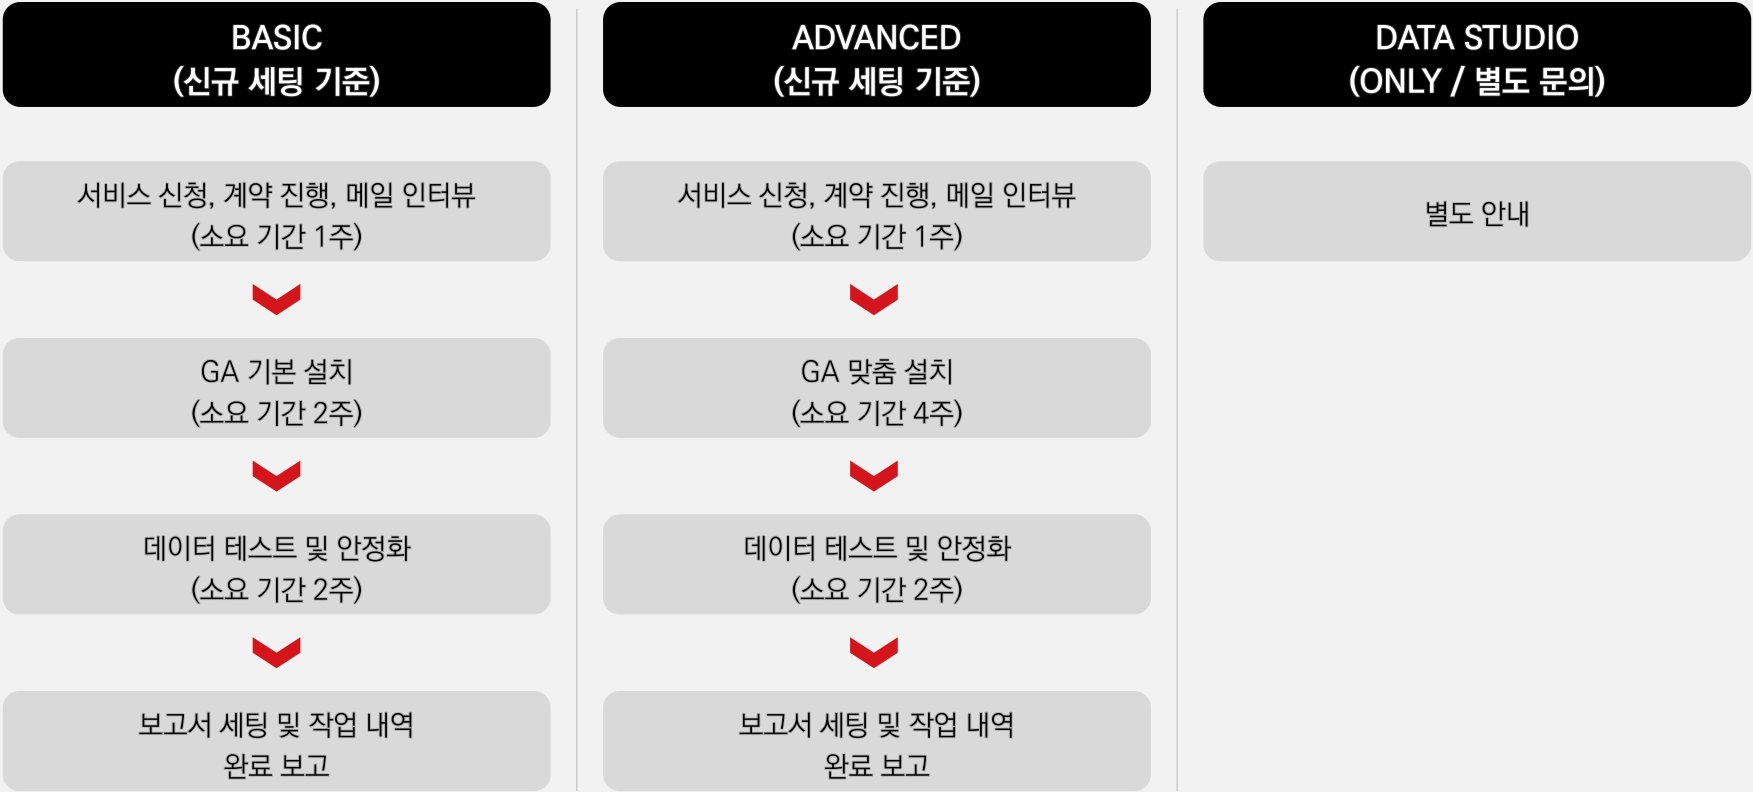 BASIC
(신규 세팅 기준)
서비스 신청, 계약 진행, 메일 인터뷰
(소요 기간 1주)
GA 기본 설치
(소요 기간 2주)
데이터 테스트 및 안정화
(소요 기간 2주)
보고서 세팅 및 작업 내역
완료 보고
ADVANCED
(신규 세팅 기준)
서비스 신청, 계약 진행, 메일 인터뷰
(소요 기간 1주)
GA 맞춤 설치
(소요 기간 4주)
데이터 테스트 및 안정화
(소요 기간 2주)
보고서 세팅 및 작업 내역
완료 보고
DATA STUDIO
(ONLY / 별도 문의)
별도 안내